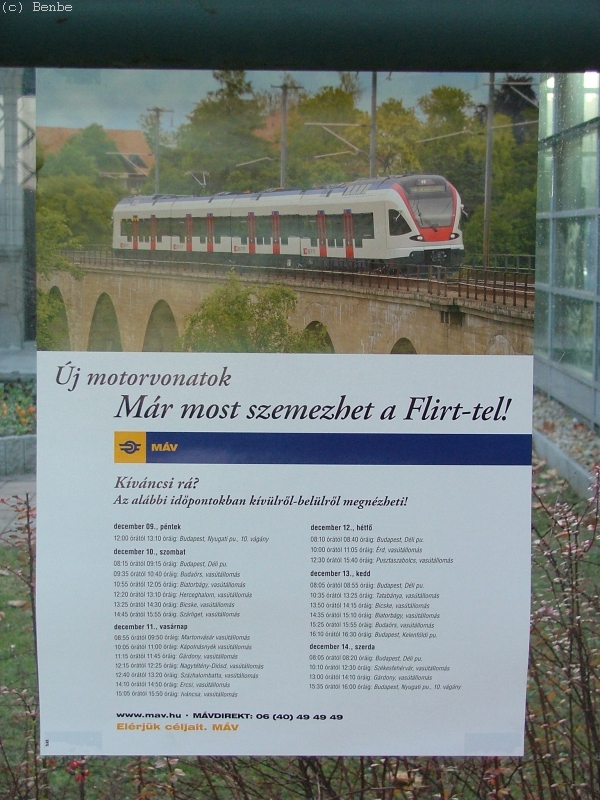 (c) Benbe
Új motorvonatok
Már most szemezhet a Flirt-tel!
MÁV
Kíváncsi rá?
Az alábbi időpontokban kívülről-belülről megnézheti!
december 09., péntek
12:00 órától 13:10 óráig: Budapest, Nyugati pu., 10. vágány
december 10., szombat
08:15 órától 09:15 óráig: Budapest, Déli pu.
09:35 órától 10:40 óráig: Budaörs, vasútállomás
10:55 órától 12:05 óráig: Biatorbágy, vasútállomás
12:20 órától 13:10 óráig: Herceghalom, vasútállomás
13:25 órától 14:30 óráig: Bicske, vasútállomás
14:45 órától 15:55 óráig: Szárliget, vasútállomás
december 11., vasárnap
08:55 órától 09:50 óráig: Martonvásár vasútállomás
10:05 órától 11:00 óráig: Kápolnásnyék vasútállomás
11:15 órától 11:45 óráig: Gárdony, vasútállomás
12:15 órától 12:25 óráig: Nagytétény-Diósd, vasútállomás
12:40 órától 13:20 óráig: Százhalombatta, vasútállomás
14:10 órától 14:50 óráig: Ercsi, vasútállomás
15:05 órától 15:50 óráig: Iváncsa, vasútállomás
december 12., hétfő
08:10 órától 08:40 óráig: Budapest, Déli pu.
10:00 órától 11:05 óráig: Érd, vasútállomás
12:30 órától 15:40 óráig: Pusztaszabolcs, vasútállomás
december 13., kedd
08:05 órától 08:55 óráig: Budapest, Déli pu.
10:35 órától 13:25 óráig: Tatabánya, vasútállomás
13:50 órától 14:15 óráig: Bicske, vasútállomás
14:35 órától 15:10 óráig: Biatorbágy, vasútállomás
15:25 órától 15:55 óráig: Budaörs, vasútállomás
16:10 órától 16:30 óráig: Budapest, Kelenföldi pu.
december 14., szerda
08:05 órától 08:20 óráig: Budapest, Déli pu.
10:10 órától 12:30 óráig: Székesfehérvár, vasútállomás
13:00 órától 14:10 óráig: Gárdony, vasútállomás
15:35 órától 16:00 óráig: Budapest, Nyugati pu., 10. vágány
www.mav.hu • MÁVDIREKT: 06 (40) 49 49 49
Elérjük céljait. MÁV